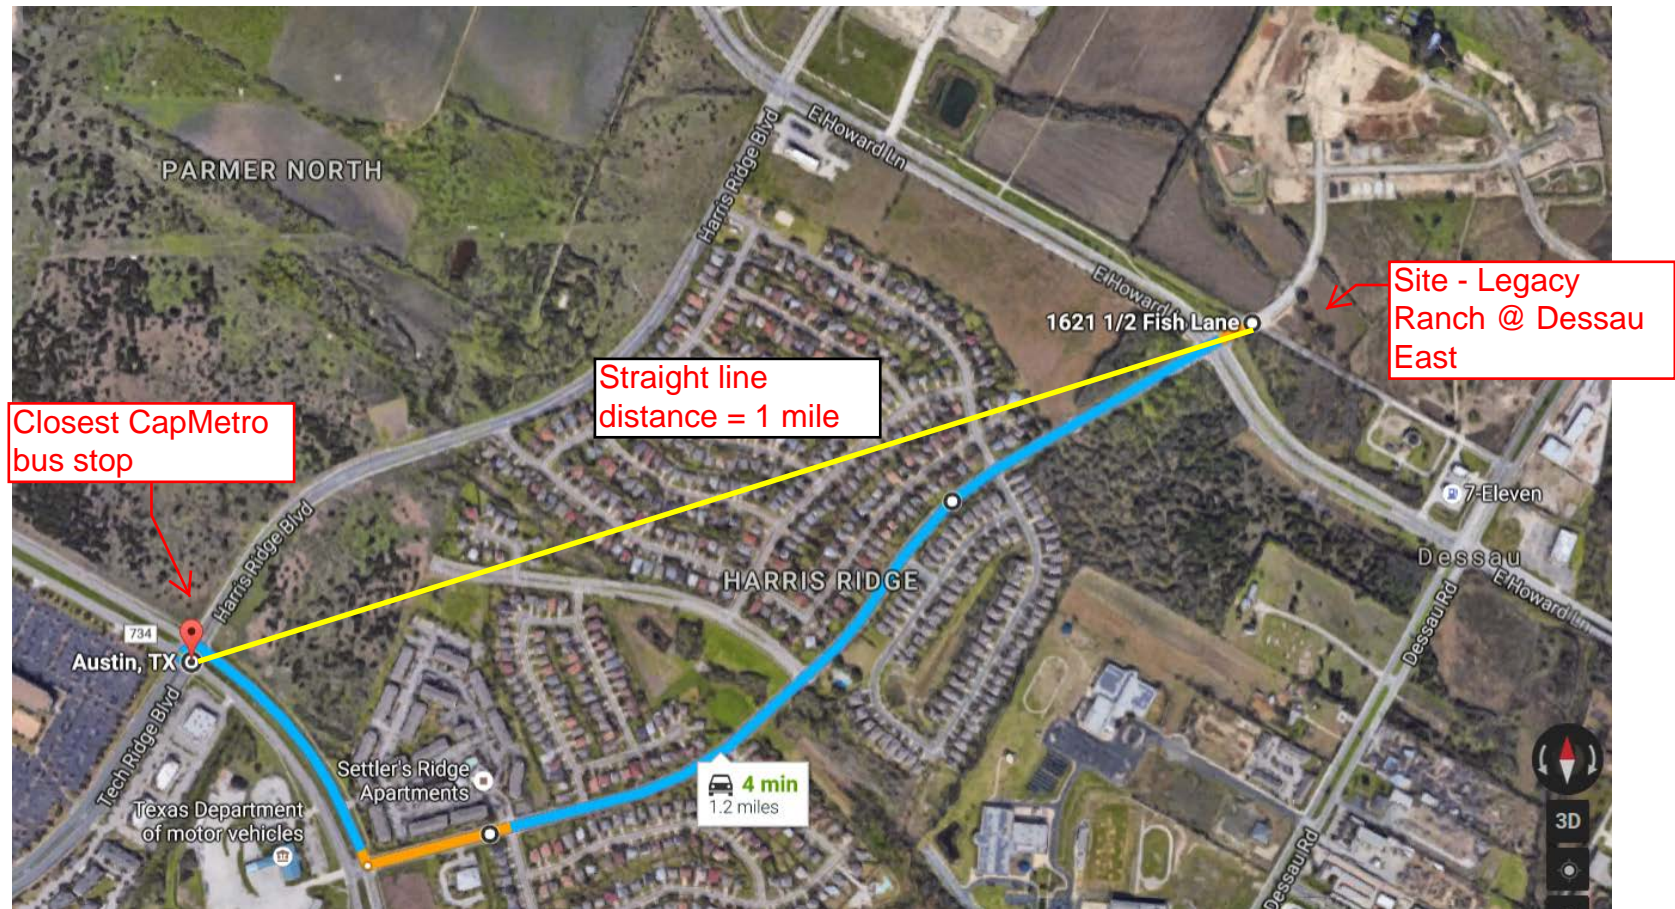 PARMER NORTH
Harris Ridge Blvd
E Howard Ln
E Howard
1621 1/2 Fish Lane
Site - Legacy
Ranch @ Dessau
East
Straight line
distance = 1 mile
Closest CapMetro
bus stop
7-Eleven
Harris Ridge Blvd
HARRIS RIDGE
Dessau
E Howard Ln
Dessau Rd
734
Austin, TX
Tech Ridge Blvd
Settler's Ridge
Apartments
4 min
1.2 miles
Texas Department
of motor vehicles
3D
Dessau Rd